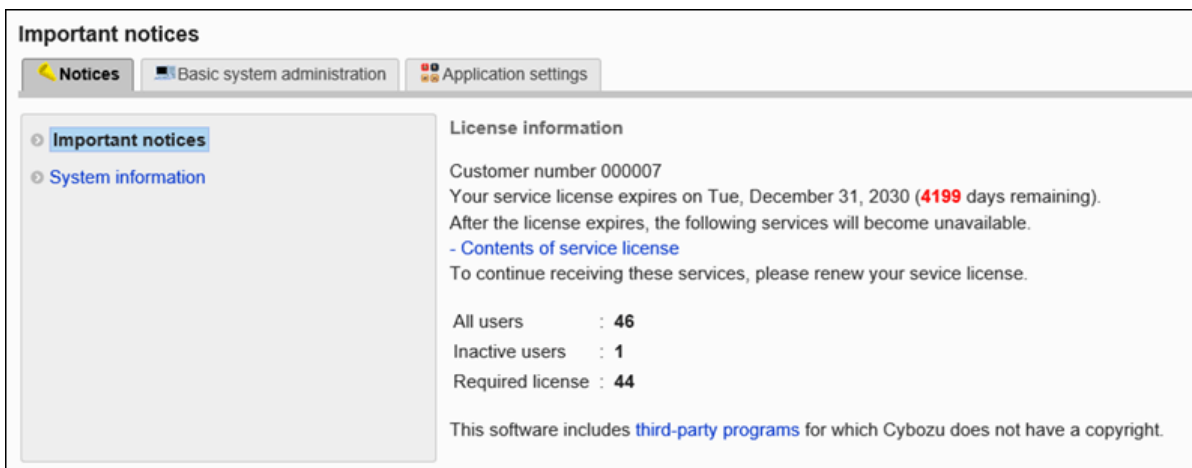 Important notices
Notices Basic system administration Application settings
Important notices
System information
License information
Customer number 000007
Your service license expires on Tue, December 31, 2030 (4199 days remaining).
After the license expires, the following services will become unavailable.
- Contents of service license
To continue receiving these services, please renew your sevice license.
All users : 46
Inactive users : 1
Required license : 44
This software includes third-party programs for which Cybozu does not have a copyright.